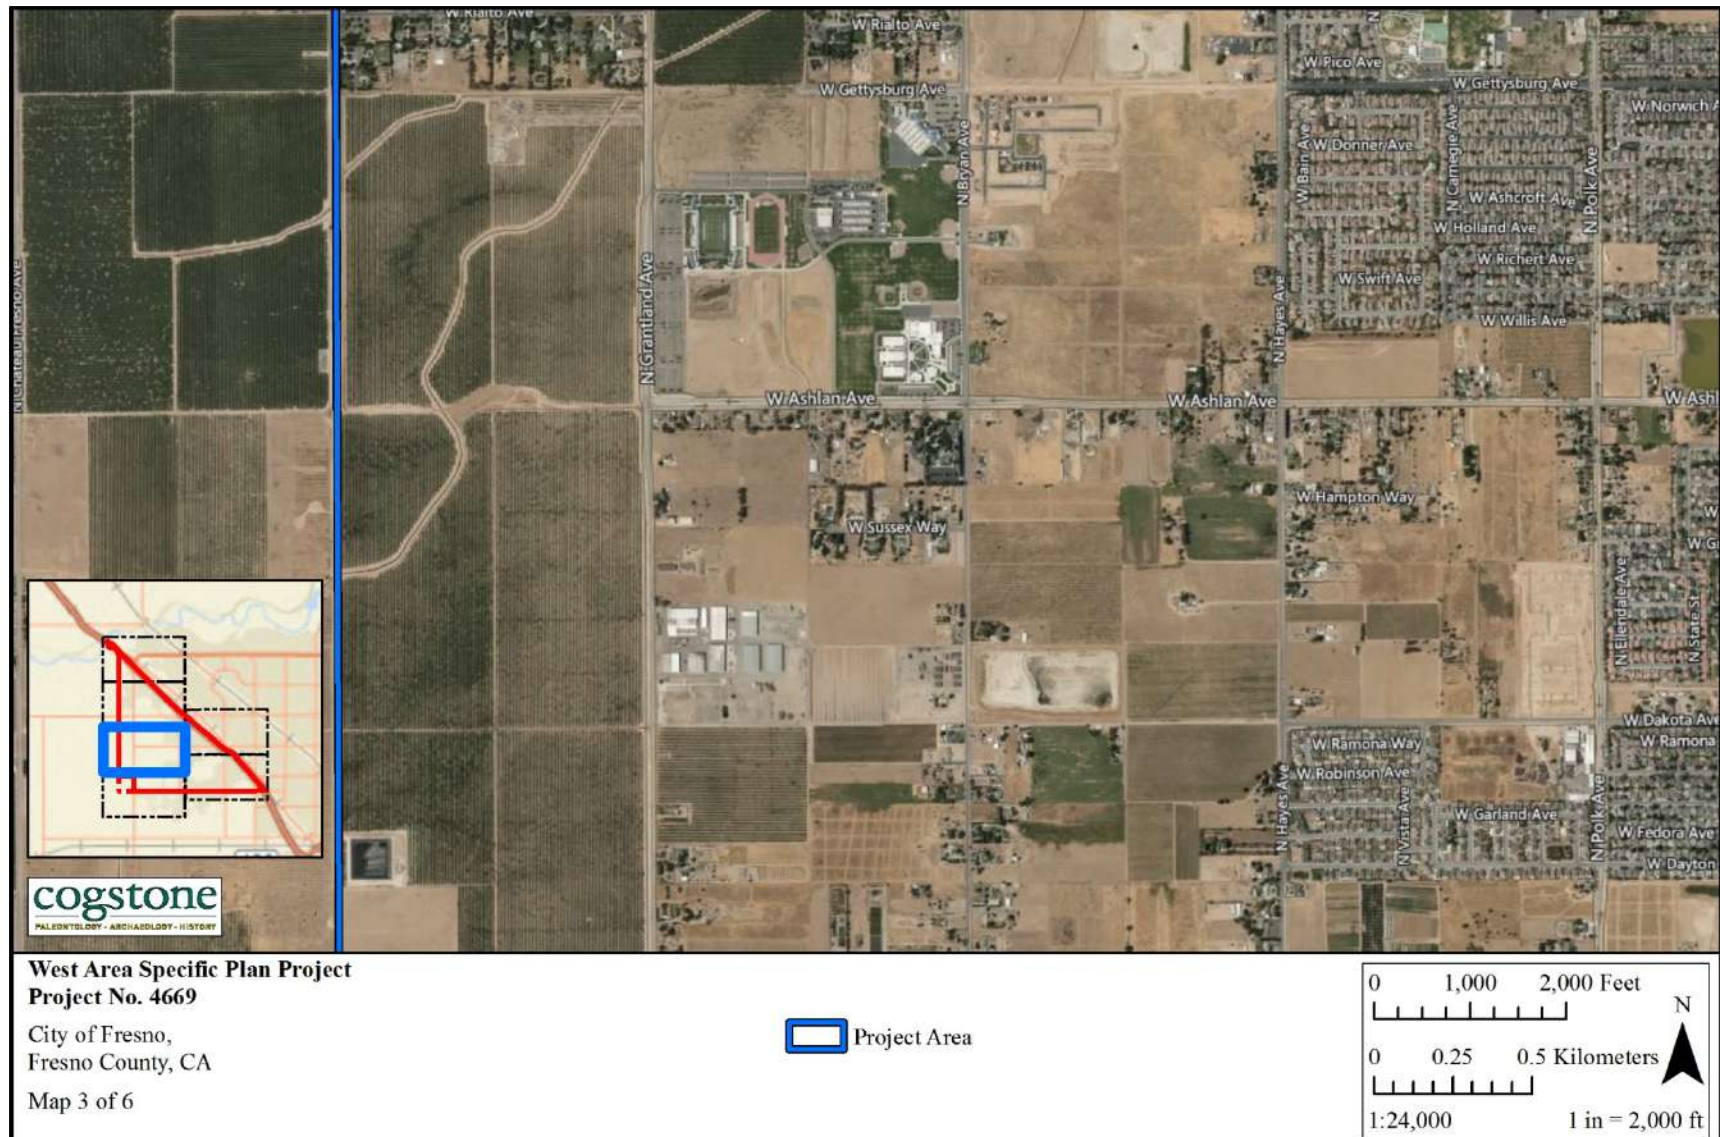 W Rialto Ave
W Rialto Ave
N
W Pico Ave
W Gettysburg Ave
W Gettysburg Ave
W Norwich A
N Bryan Ave
W Bain Ave
W Donner Ave
N Carnegie Ave
N Polk Ave
W Ashcroft Ave
W Holland Ave
W Richert Ave
N Chateau Fresno Ave
N Grantland Ave
N Hayes Ave
W Swift Ave
W Willis Ave
W Ashlan Ave
W Ashlan Ave
W Ashl
W Hampton Way
W Sussex Way
W
W G
N Ellendale Ave
N State St
W Dakota Ave
W Ramona Way
W Ramona
W Robinson Ave
N Hayes Ave
N Vista Ave
W Garland Ave
N Polk Ave
W Fedora Ave
W Dayton
cogstone
PALEONTOLOGY - ARCHAEOLOGY - HISTORY
West Area Specific Plan Project
Project No. 4669
City of Fresno,
Fresno County, CA
Map 3 of 6
Project Area
0 1,000 2,000 Feet
N
0 0.25 0.5 Kilometers
1:24,000 1 in = 2,000 ft